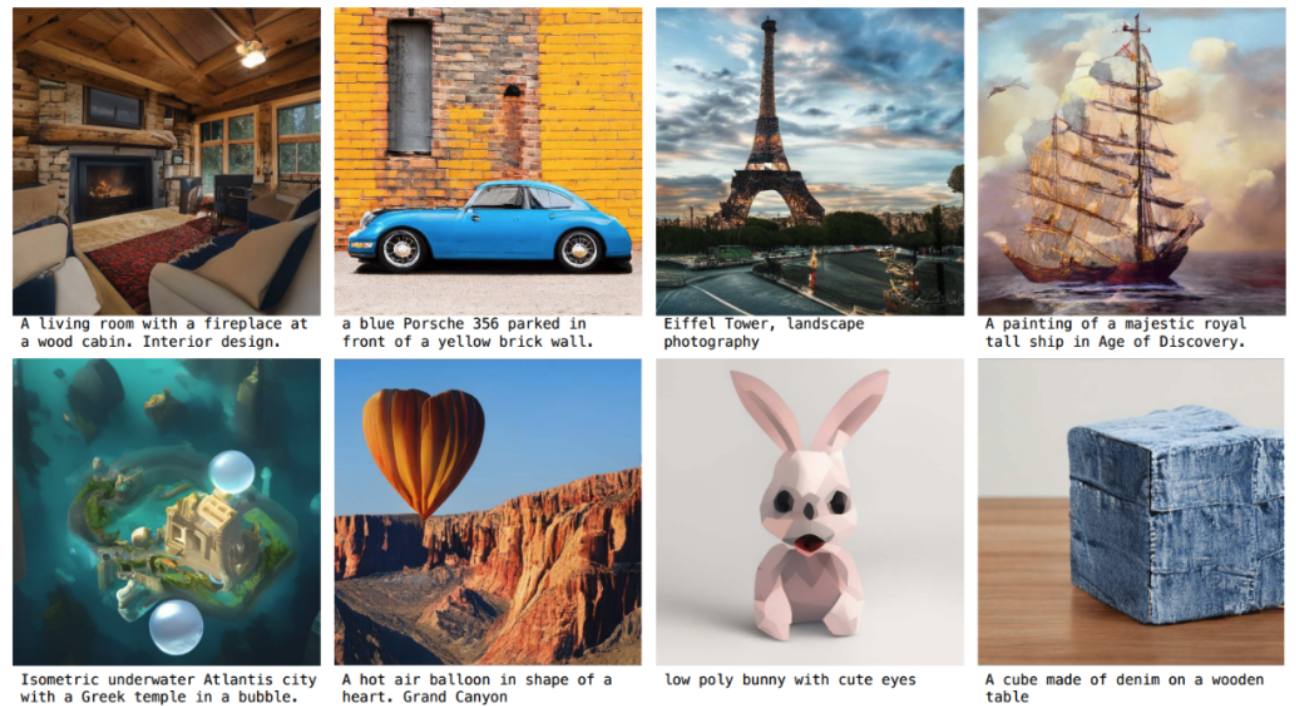 A living room with a fireplace at
a wood cabin. Interior design.
a blue Porsche 356 parked in
front of a yellow brick wall.
Eiffel Tower, landscape
photography
A painting of a majestic royal
tall ship in Age of Discovery.
Isometric underwater Atlantis city
with a Greek temple in a bubble.
A hot air balloon in shape of a
heart. Grand Canyon
low poly bunny with cute eyes
A cube made of denim on a wooden
table